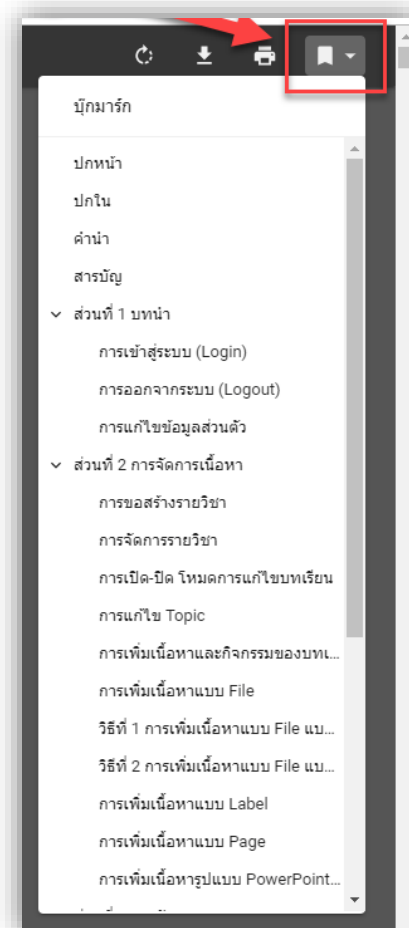 บุ๊กมาร์ก
ปกหน้า
ปกใน
คำนำ
สารบัญ
ส่วนที่ 1 บทนำ
การเข้าสู่ระบบ (Login)
การออกจากระบบ (Logout)
การแก้ไขข้อมูลส่วนตัว
ส่วนที่ 2 การจัดการเนื้อหา
การขอสร้างรายวิชา
การจัดการรายวิชา
การเปิด-ปิด โหมดการแก้ไขบทเรียน
การแก้ไข Topic
การเพิ่มเนื้อหาและกิจกรรมของบทเ...
การเพิ่มเนื้อหาแบบ File
วิธีที่ 1 การเพิ่มเนื้อหาแบบ File แบ...
วิธีที่ 2 การเพิ่มเนื้อหาแบบ File แบ...
การเพิ่มเนื้อหาแบบ Label
การเพิ่มเนื้อหาแบบ Page
การเพิ่มเนื้อหารูปแบบ PowerPoint...